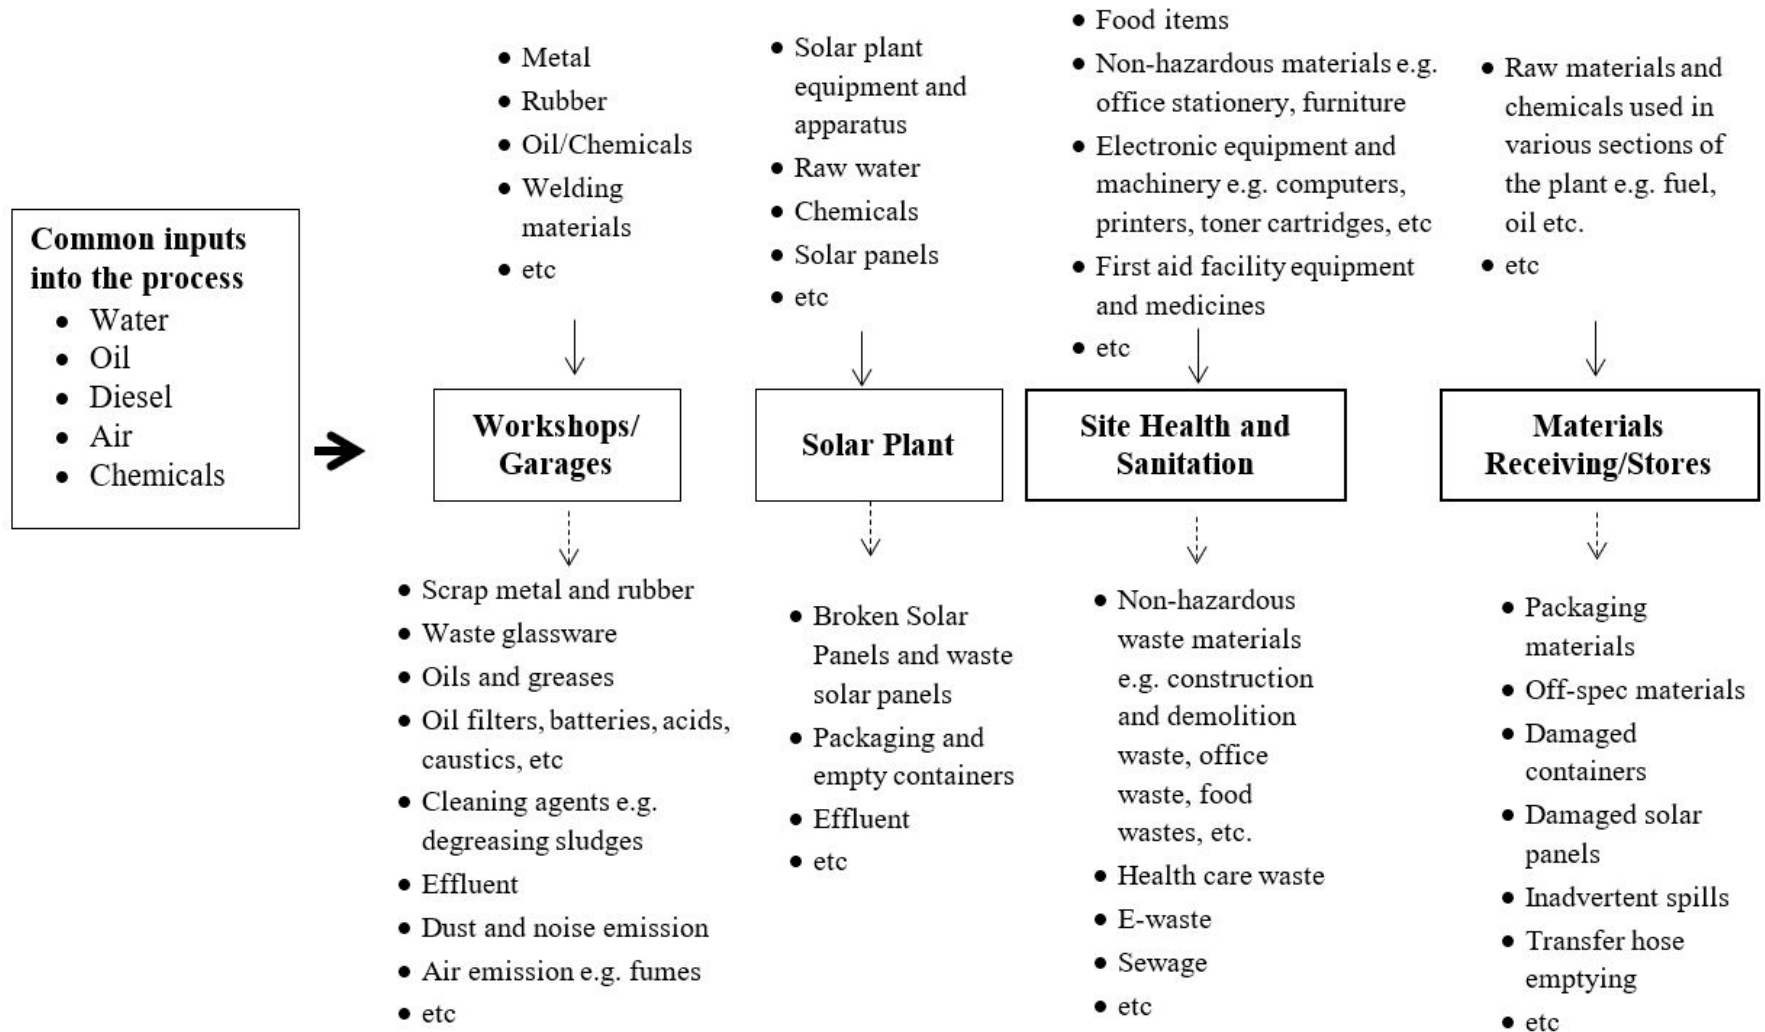 Common inputs
into the process
• Water
• Oil
• Diesel
• Air
• Chemicals
• Metal
• Rubber
• Oil/Chemicals
• Welding
materials
• etc
Workshops/
Garages
• Scrap metal and rubber
• Waste glassware
• Oils and greases
• Oil filters, batteries, acids,
caustics, etc
• Cleaning agents e.g.
degreasing sludges
• Effluent
• Dust and noise emission
• Air emission e.g. fumes
• etc
• Solar plant
equipment and
apparatus
• Raw water
• Chemicals
• Solar panels
• etc
Solar Plant
• Broken Solar
Panels and waste
solar panels
• Packaging and
empty containers
• Effluent
• etc
• Food items
• Non-hazardous materials e.g.
office stationery, furniture
• Electronic equipment and
machinery e.g. computers,
printers, toner cartridges, etc
• First aid facility equipment
and medicines
• etc
Site Health and
Sanitation
• Non-hazardous
waste materials
e.g. construction
and demolition
waste, office
waste, food
wastes, etc.
• Health care waste
• E-waste
• Sewage
• etc
• Raw materials and
chemicals used in
various sections of
the plant e.g. fuel,
oil etc.
• etc
Materials
Receiving/Stores
• Packaging
materials
• Off-spec materials
• Damaged
containers
• Damaged solar
panels
• Inadvertent spills
• Transfer hose
emptying
• etc